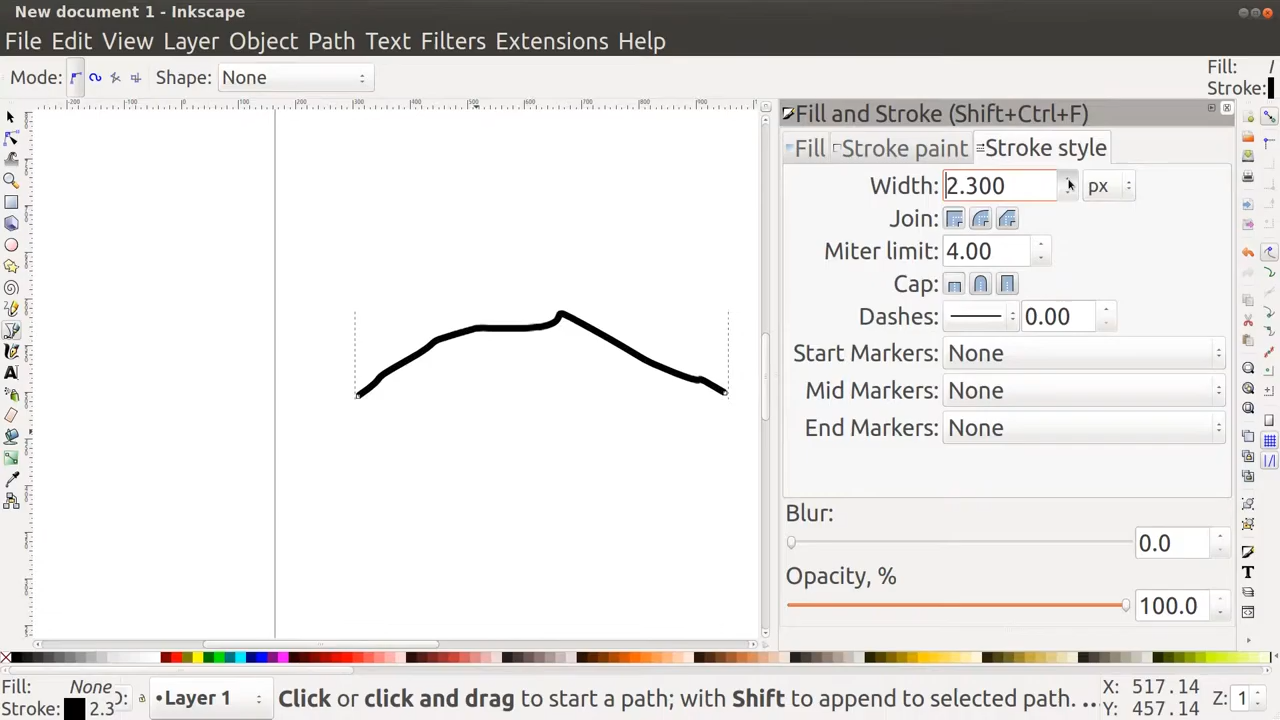 New document 1 - Inkscape
File Edit View Layer Object Path Text Filters Extensions Help
Mode: Shape: None
Fill: /
Stroke:
Fill and Stroke (Shift+Ctrl+F)
Fill Stroke paint Stroke style
Width: 2.300 px
Join:
Miter limit: 4.00
Cap:
Dashes: 0.00
Start Markers: None
Mid Markers: None
End Markers: None
Blur:
0.0
Opacity, %
100.0
Fill: None
Stroke: 2.3
•Layer 1
Click or click and drag to start a path; with Shift to append to selected path. ..
X: 517.14
Y: 457.14
Z: 1